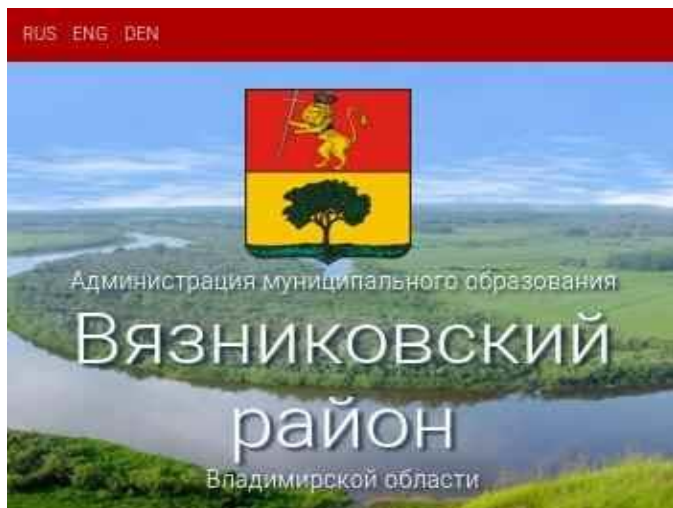 RUS ENG DEN
Администрация муниципального образования
Вязниковский
район
Владимирской области